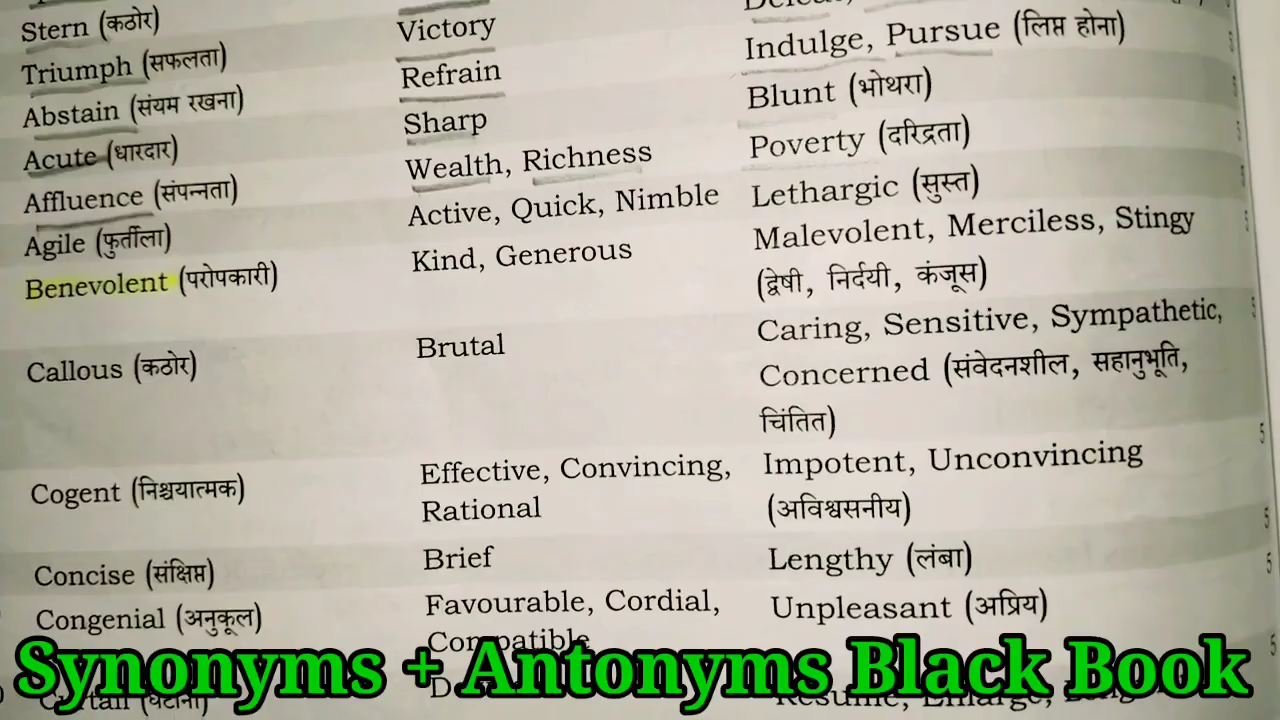 Stern (कठोर)
Victory
Triumph (सफलता)
Refrain
Indulge, Pursue (लिप्त होना)
Abstain (संयम रखना)
Sharp
Blunt (भोथरा)
Acute (धारदार)
Wealth, Richness
Poverty (दरिद्रता)
Affluence (संपन्नता)
Active, Quick, Nimble
Lethargic (सुस्त)
Agile (फुर्तीला)
Kind, Generous
Malevolent, Merciless, Stingy
Benevolent (परोपकारी)
(द्वेषी, निर्दयी, कंजूस)
Callous (कठोर)
Brutal
Caring, Sensitive, Sympathetic,
Concerned (संवेदनशील, सहानुभूति,
चिंतित)
Cogent (निश्चयात्मक)
Effective, Convincing,
Rational
Impotent, Unconvincing
(अविश्वसनीय)
Concise (संक्षिप्त)
Brief
Lengthy (लंबा)
Congenial (अनुकूल)
Favourable, Cordial,
Compatible
Unpleasant (अप्रिय)
Synonyms + Antonyms Black Book